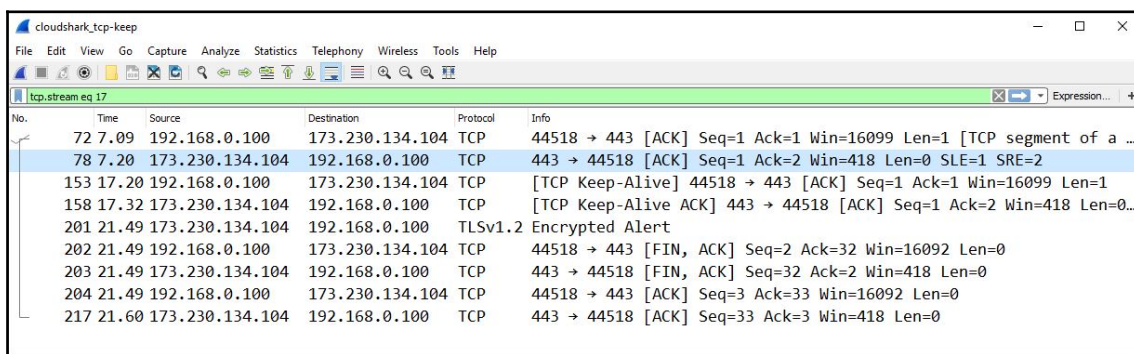 cloudshark_tcp-keep
File Edit View Go Capture Analyze Statistics Telephony Wireless Tools Help
tcp.stream eq 17 Expression... +
No. Time Source Destination Protocol Info
72 7.09 192.168.0.100 173.230.134.104 TCP 44518 → 443 [ACK] Seq=1 Ack=1 Win=16099 Len=1 [TCP segment of a …
78 7.20 173.230.134.104 192.168.0.100 TCP 443 → 44518 [ACK] Seq=1 Ack=2 Win=418 Len=0 SLE=1 SRE=2
153 17.20 192.168.0.100 173.230.134.104 TCP [TCP Keep-Alive] 44518 → 443 [ACK] Seq=1 Ack=1 Win=16099 Len=1
158 17.32 173.230.134.104 192.168.0.100 TCP [TCP Keep-Alive ACK] 443 → 44518 [ACK] Seq=1 Ack=2 Win=418 Len=0…
201 21.49 173.230.134.104 192.168.0.100 TLSv1.2 Encrypted Alert
202 21.49 192.168.0.100 173.230.134.104 TCP 44518 → 443 [FIN, ACK] Seq=2 Ack=32 Win=16092 Len=0
203 21.49 173.230.134.104 192.168.0.100 TCP 443 → 44518 [FIN, ACK] Seq=32 Ack=2 Win=418 Len=0
204 21.49 192.168.0.100 173.230.134.104 TCP 44518 → 443 [ACK] Seq=3 Ack=33 Win=16092 Len=0
217 21.60 173.230.134.104 192.168.0.100 TCP 443 → 44518 [ACK] Seq=33 Ack=3 Win=418 Len=0